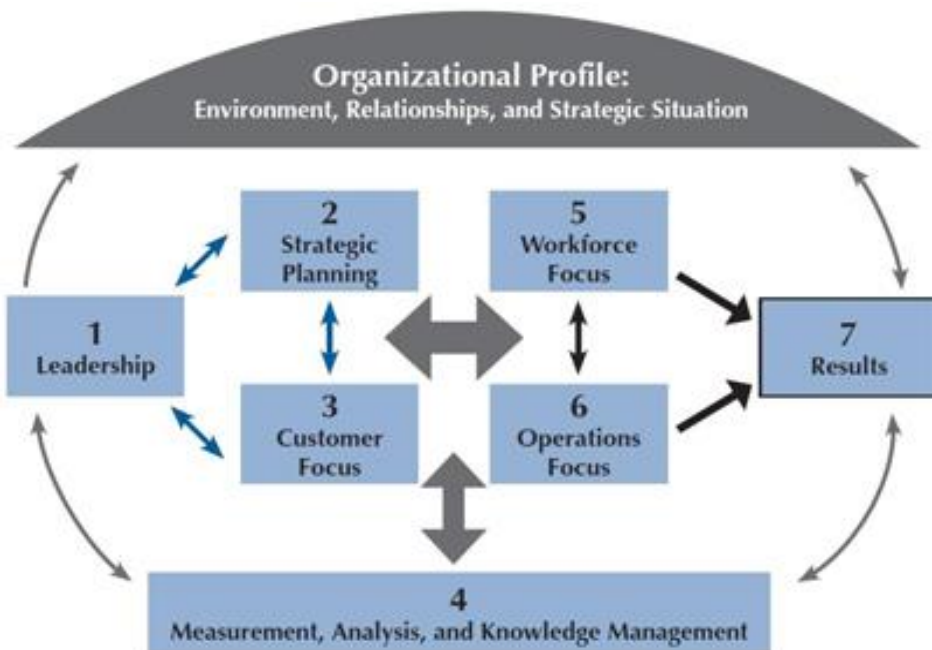 Organizational Profile:
Environment, Relationships, and Strategic Situation
1
Leadership
2
Strategic
Planning
3
Customer
Focus
5
Workforce
Focus
6
Operations
Focus
7
Results
4
Measurement, Analysis, and Knowledge Management